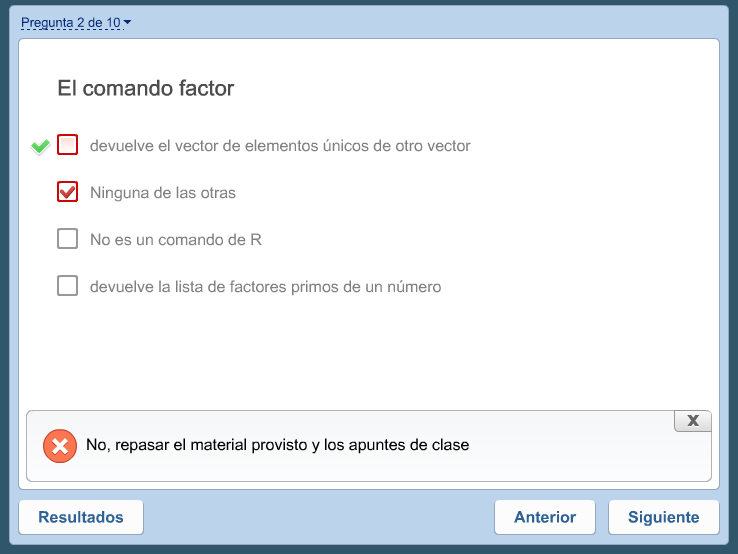 Pregunta 2 de 10
El comando factor
devuelve el vector de elementos únicos de otro vector
Ninguna de las otras
No es un comando de R
devuelve la lista de factores primos de un número
X
No, repasar el material provisto y los apuntes de clase
Resultados
Anterior
Siguiente